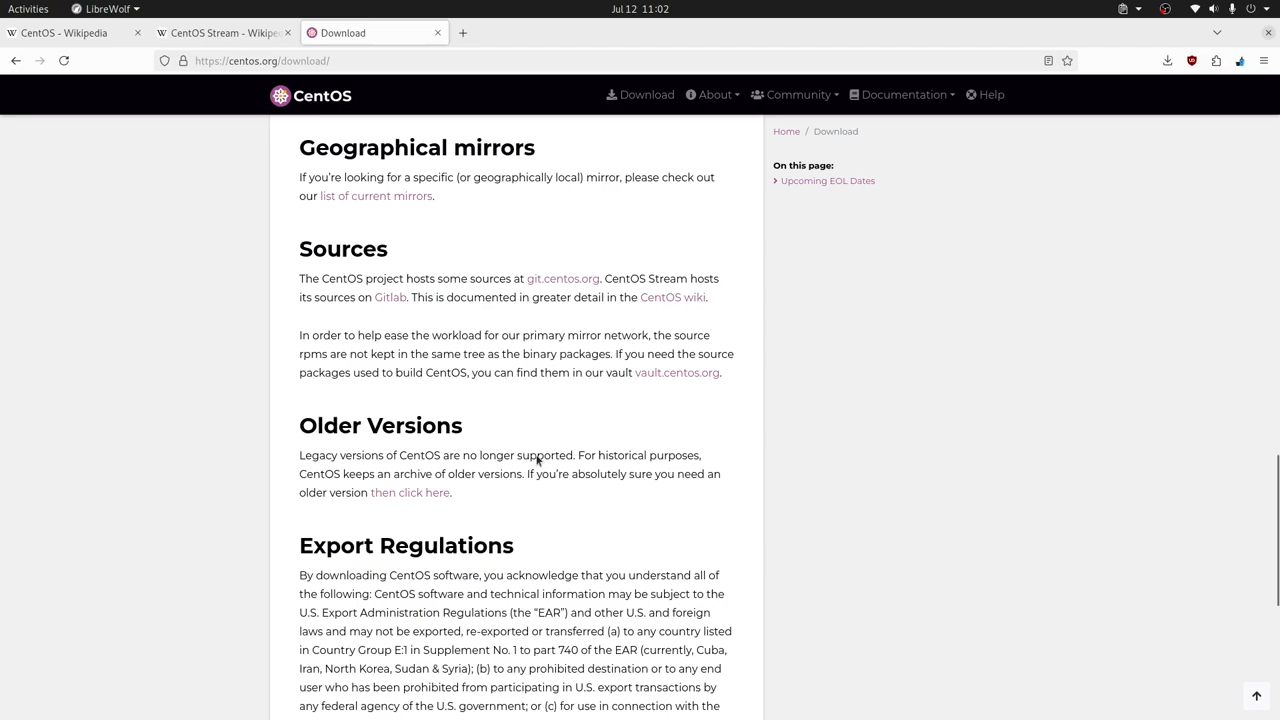 Activities
LibreWolf
Jul 12 11:02
CentOS - Wikipedia
CentOS Stream - Wikiped
Download
https://centos.org/download/
CentOS
Download
About
Community
Documentation
Help
Home / Download
On this page:
Upcoming EOL Dates
Geographical mirrors
If you're looking for a specific (or geographically local) mirror, please check out
our list of current mirrors.
Sources
The CentOS project hosts some sources at git.centos.org. CentOS Stream hosts
its sources on Gitlab. This is documented in greater detail in the CentOS wiki.
In order to help ease the workload for our primary mirror network, the source
rpms are not kept in the same tree as the binary packages. If you need the source
packages used to build CentOS, you can find them in our vault vault.centos.org.
Older Versions
Legacy versions of CentOS are no longer supported. For historical purposes,
CentOS keeps an archive of older versions. If you're absolutely sure you need an
older version then click here.
Export Regulations
By downloading CentOS software, you acknowledge that you understand all of
the following: CentOS software and technical information may be subject to the
U.S. Export Administration Regulations (the “EAR”) and other U.S. and foreign
laws and may not be exported, re-exported or transferred (a) to any country listed
in Country Group E:1 in Supplement No. 1 to part 740 of the EAR (currently, Cuba,
Iran, North Korea, Sudan & Syria); (b) to any prohibited destination or to any end
user who has been prohibited from participating in U.S. export transactions by
any federal agency of the U.S. government; or (c) for use in connection with the